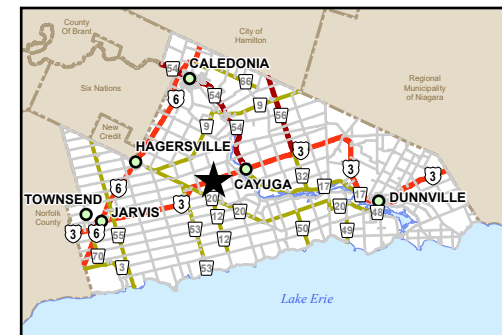 County
Of Brant
City of
Hamilton
CALEDONIA
54
56
Six Nations
6
54
9
Regional
Municipality
of Niagara
56
New
Credit
9
54
HAGERSVILLE
3
3
3
6
CAYUGA
32
17
17
TOWNSEND
3
20
DUNNVILLE
Norfolk
County
JARVIS
20
20
48
3
6
55
53
12
50
49
12
70
3
53
Lake Erie